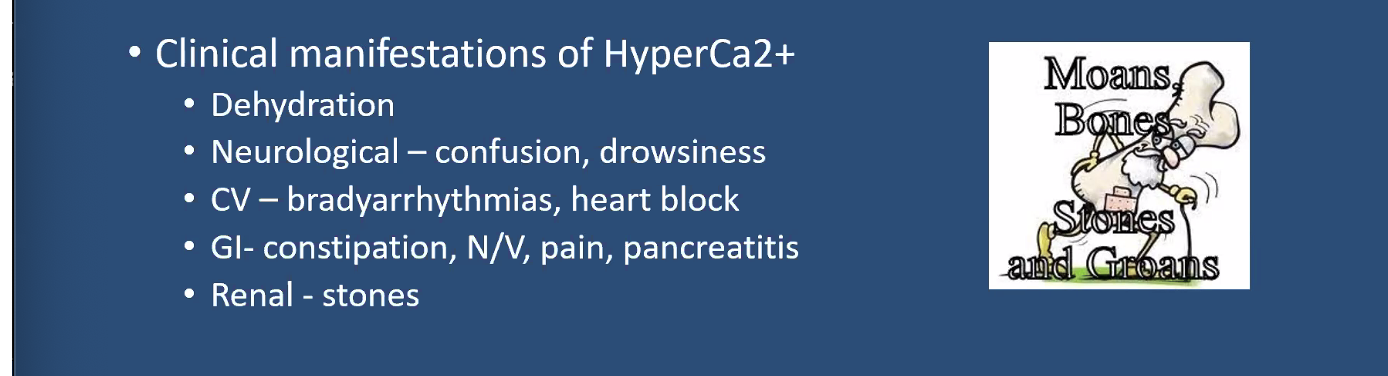 • Clinical manifestations of HyperCa2+
• Dehydration
• Neurological – confusion, drowsiness
• CV – bradyarrhythmias, heart block
• GI- constipation, N/V, pain, pancreatitis
• Renal - stones
Moans,
Bones
Stones
and Groans